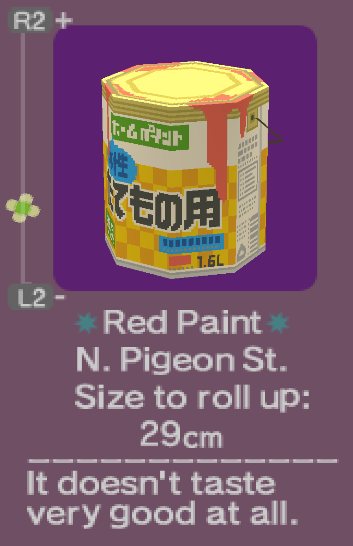 R2 +
ホームペイント
性
たてもの用
1.6L
L2 -
Red Paint
N. Pigeon St.
Size to roll up:
29cm
It doesn't taste
very good at all.